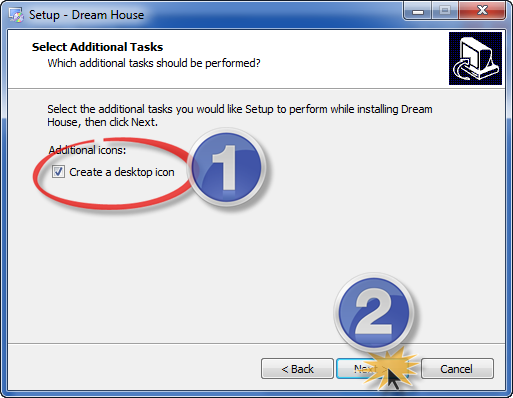 Setup - Dream House
Select Additional Tasks
Which additional tasks should be performed?
Select the additional tasks you would like Setup to perform while installing Dream
House, then click Next.
Additional icons:
Create a desktop icon
1
2
< Back
Next
Cancel